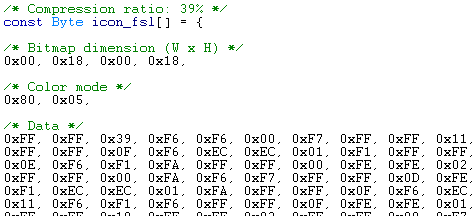 /* Compression ratio: 39% */
const Byte icon_fsl[] = {
/* Bitmap dimension (W x H) */
0x00, 0x18, 0x00, 0x18,
/* Color mode */
0x80, 0x05,
/* Data */
0xFF, 0xFF, 0x39, 0xF6, 0xF6, 0x00, 0xF7, 0xFF, 0xFF, 0x11,
0xFF, 0xFF, 0x0F, 0xF6, 0xEC, 0xEC, 0x01, 0xF1, 0xFF, 0xFF,
0x0E, 0xF6, 0xF1, 0xFA, 0xFF, 0xFF, 0x00, 0xFE, 0xFE, 0x02,
0xFF, 0xFF, 0x00, 0xFA, 0xF6, 0xF7, 0xFF, 0xFF, 0x0D, 0xFE,
0xF1, 0xEC, 0xEC, 0x01, 0xFA, 0xFF, 0xFF, 0x0F, 0xF6, 0xEC,
0x11, 0xF6, 0xF1, 0xF6, 0xFF, 0xFF, 0x0F, 0xFE, 0xFE, 0x01,